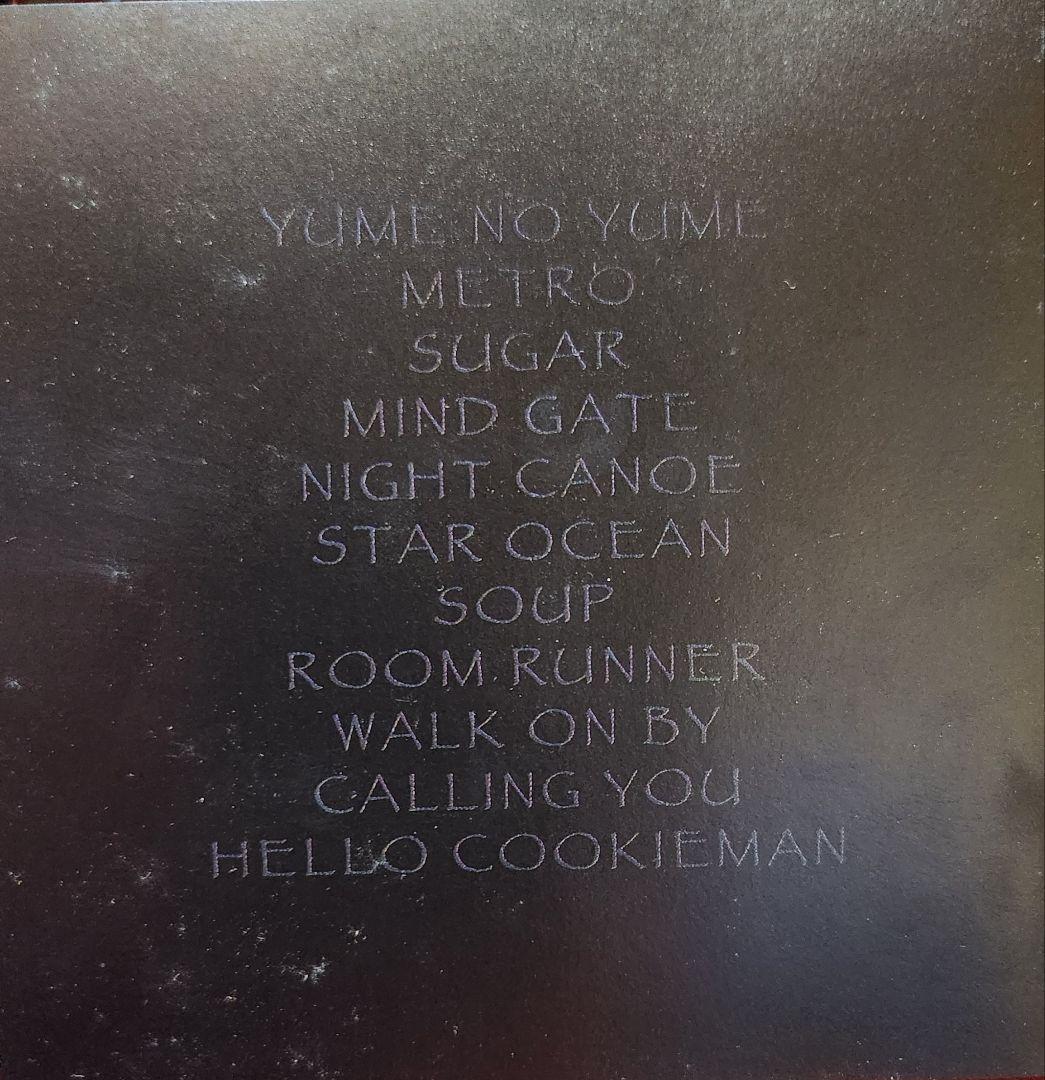 YUME NO YUME
METRO
SUGAR
MIND GATE
NIGHT CANOE
STAR OCEAN
SOUP
ROOM RUNNER
WALK ON BY
CALLING YOU
HELLO COOKIEMAN